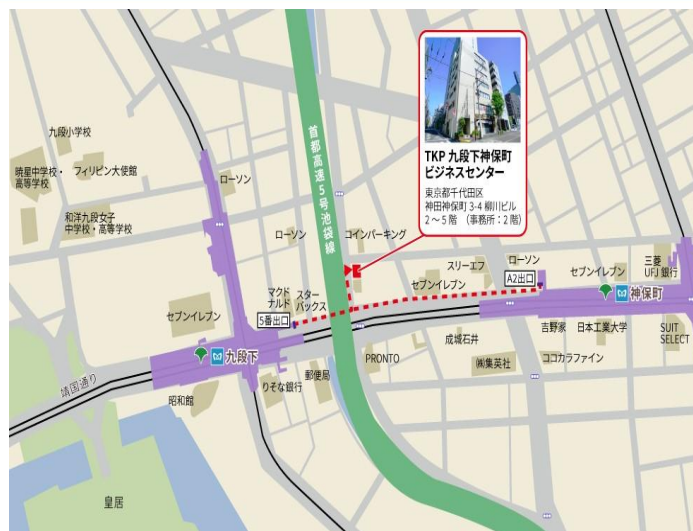 九段小学校
暁星中学校・
高等学校
フィリピン大使館
和洋九段女子
中学校・高等学校
ローソン
首都高速5号池袋線
TKP 九段下神保町
ビジネスセンター
東京都千代田区
神田神保町 3-4 柳川ビル
2～5 階 （事務所：2 階）
ローソン
コインパーキング
スリーエフ
ローソン
三菱
UFJ 銀行
セブンイレブン
A2出口
セブンイレブン
神保町
マクド
ナルド
スター
バックス
5番出口
セブンイレブン
九段下
靖国通り
昭和館
りそな銀行
郵便局
PRONTO
成城石井
㈱集英社
吉野家
日本工業大学
ココカラファイン
SUIT
SELECT
皇居